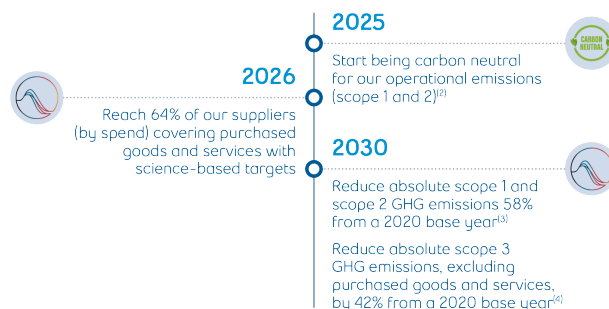 2025
CARBON
NEUTRAL
Start being carbon neutral
for our operational emissions
(scope 1 and 2)(2)
2026
Reach 64% of our suppliers
(by spend) covering purchased
goods and services with
science-based targets
2030
Reduce absolute scope 1 and
scope 2 GHG emissions 58%
from a 2020 base year(3)
Reduce absolute scope 3
GHG emissions, excluding
purchased goods and services,
by 42% from a 2020 base year(4)